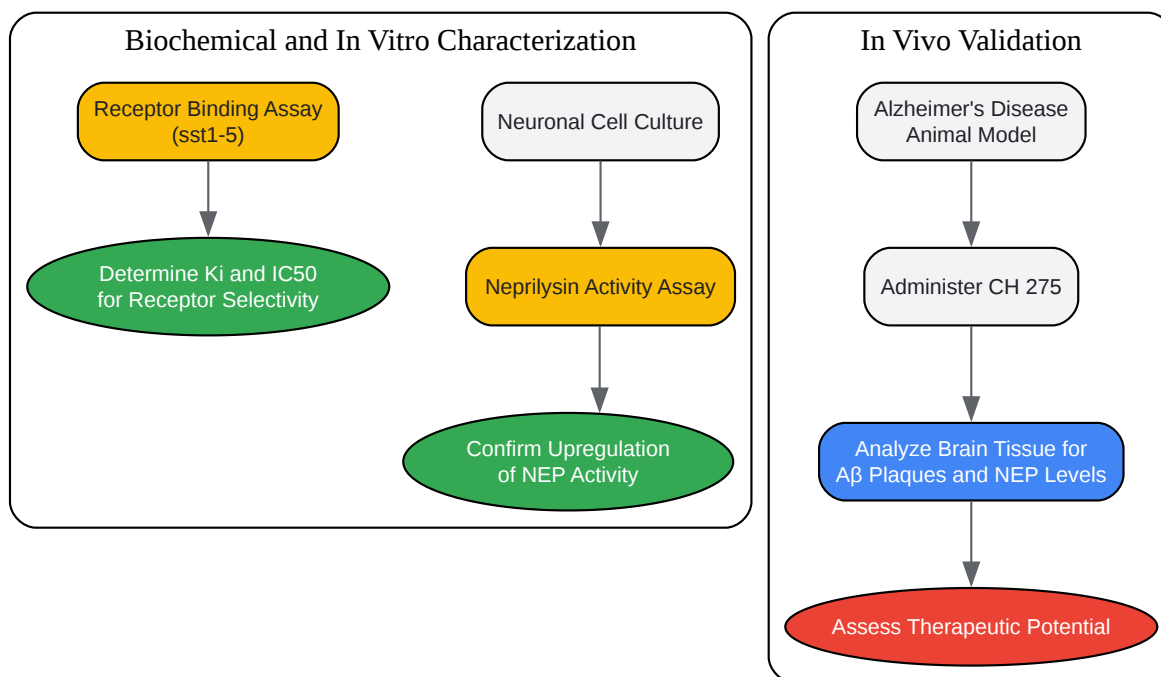 Biochemical and In Vitro Characterization
Receptor Binding Assay
(sst1-5)
Determine Ki and IC50
for Receptor Selectivity
Neuronal Cell Culture
Neprilysin Activity Assay
Confirm Upregulation
of NEP Activity
In Vivo Validation
Alzheimer's Disease
Animal Model
Administer CH 275
Analyze Brain Tissue for
Aβ Plaques and NEP Levels
Assess Therapeutic Potential